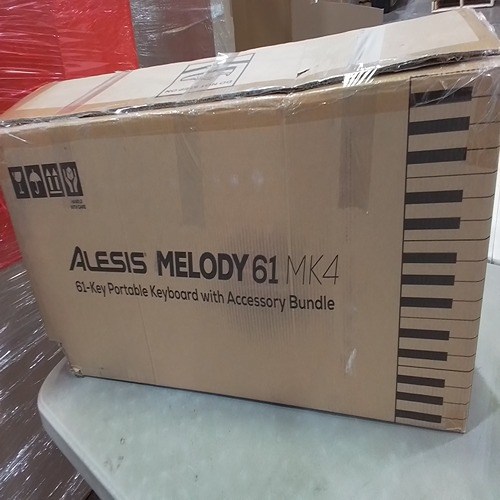 ALESIS MELODY 61 MK4
61-Key Portable Keyboard with Accessory Bundle